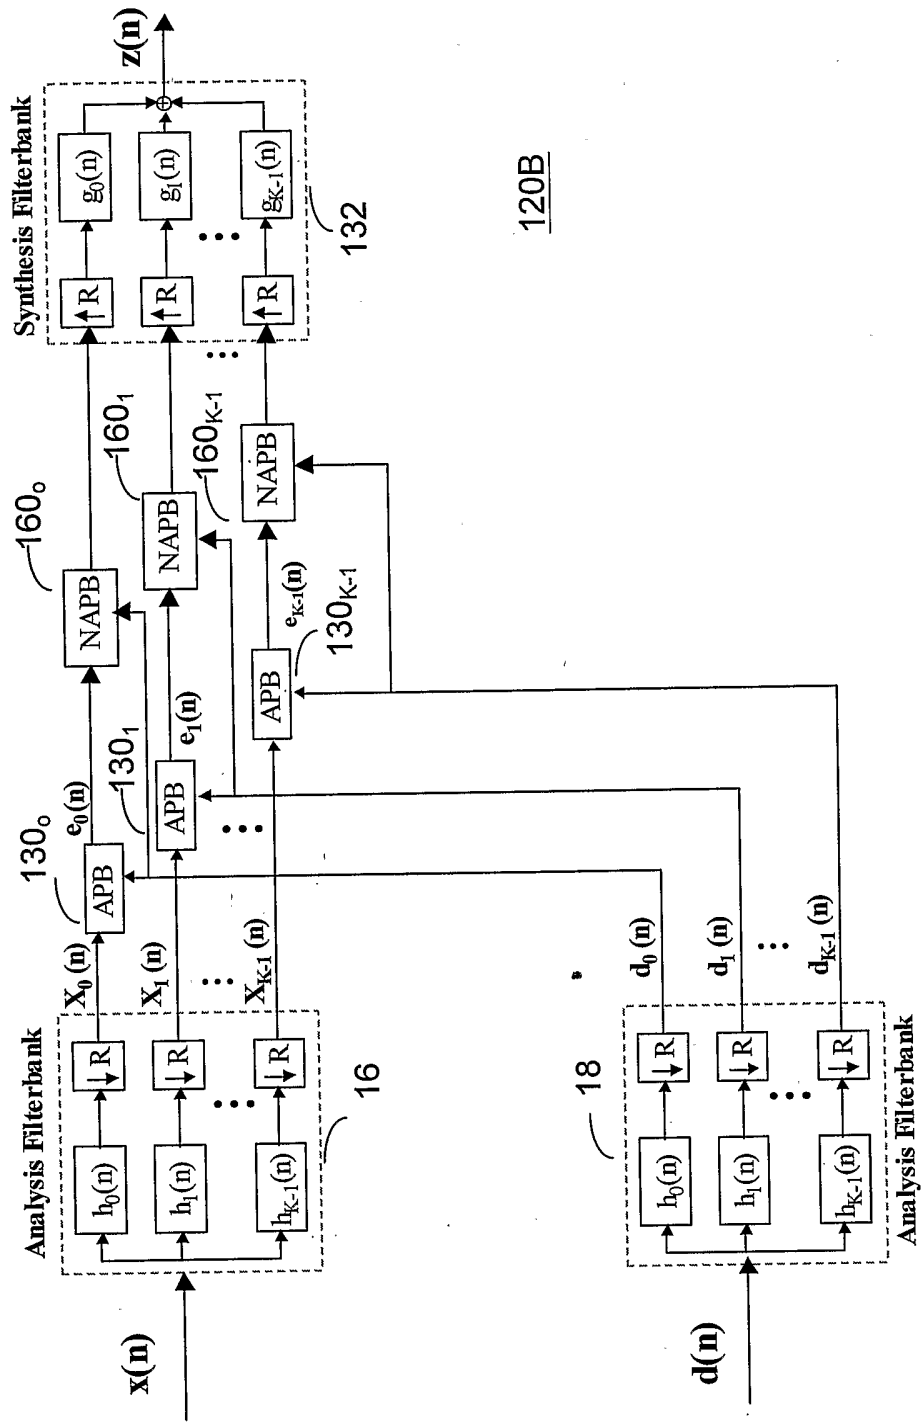 x(n)
Analysis Filterbank
h₀(n)
↓R
h₁(n)
↓R
•••
hK-1(n)
↓R
16
X₀(n)
X₁(n)
•••
XK-1(n)
130₀
APB
e₀(n)
130₁
APB
e₁(n)
•••
130K-1
APB
eK-1(n)
160₀
NAPB
160₁
NAPB
160K-1
NAPB
•••
Synthesis Filterbank
↑R
g₀(n)
↑R
g₁(n)
•••
↑R
gK-1(n)
132
z(n)
120B
d(n)
18
h₀(n)
↓R
h₁(n)
↓R
•••
hK-1(n)
↓R
Analysis Filterbank
d₀(n)
d₁(n)
•••
dK-1(n)